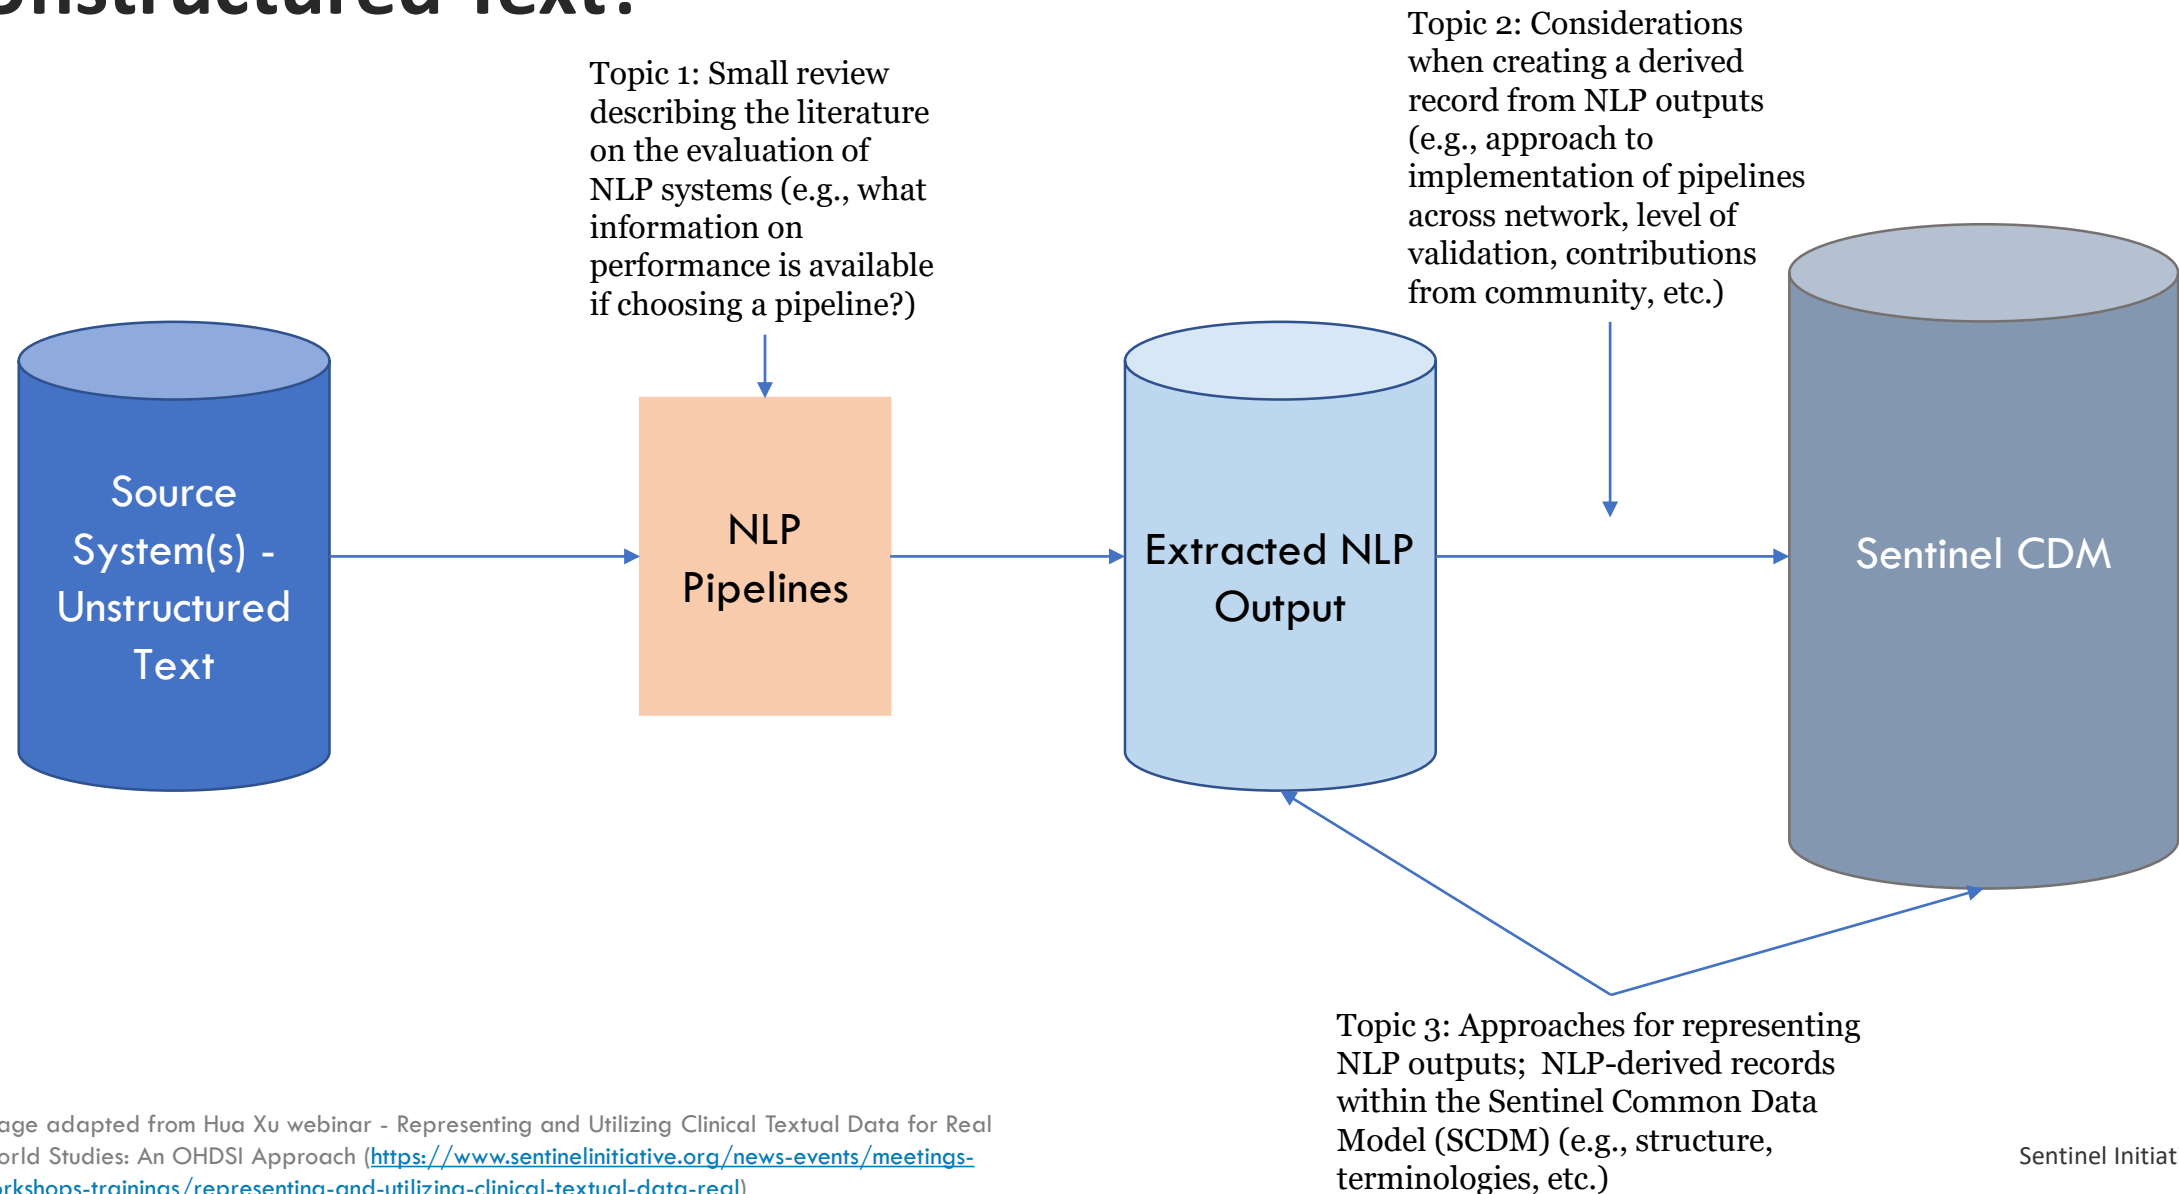 Unstructured Text?
Topic 1: Small review
describing the literature
on the evaluation of
NLP systems (e.g., what
information on
performance is available
if choosing a pipeline?)
Topic 2: Considerations
when creating a derived
record from NLP outputs
(e.g., approach to
implementation of pipelines
across network, level of
validation, contributions
from community, etc.)
Source
System(s) -
Unstructured
Text
NLP
Pipelines
Extracted NLP
Output
Sentinel CDM
Topic 3: Approaches for representing
NLP outputs;  NLP-derived records
within the Sentinel Common Data
Model (SCDM) (e.g., structure,
terminologies, etc.)
age adapted from Hua Xu webinar - Representing and Utilizing Clinical Textual Data for Real
orld Studies: An OHDSI Approach (https://www.sentinelinitiative.org/news-events/meetings-
orkshops-trainings/representing-and-utilizing-clinical-textual-data-real)
Sentinel Initiat